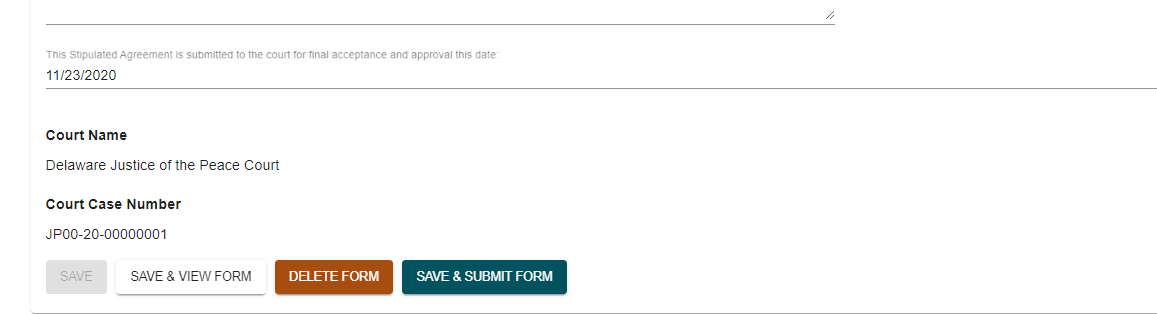 This Stipulated Agreement is submitted to the court for final acceptance and approval this date:
11/23/2020
Court Name
Delaware Justice of the Peace Court
Court Case Number
JP00-20-00000001
SAVE SAVE & VIEW FORM DELETE FORM SAVE & SUBMIT FORM